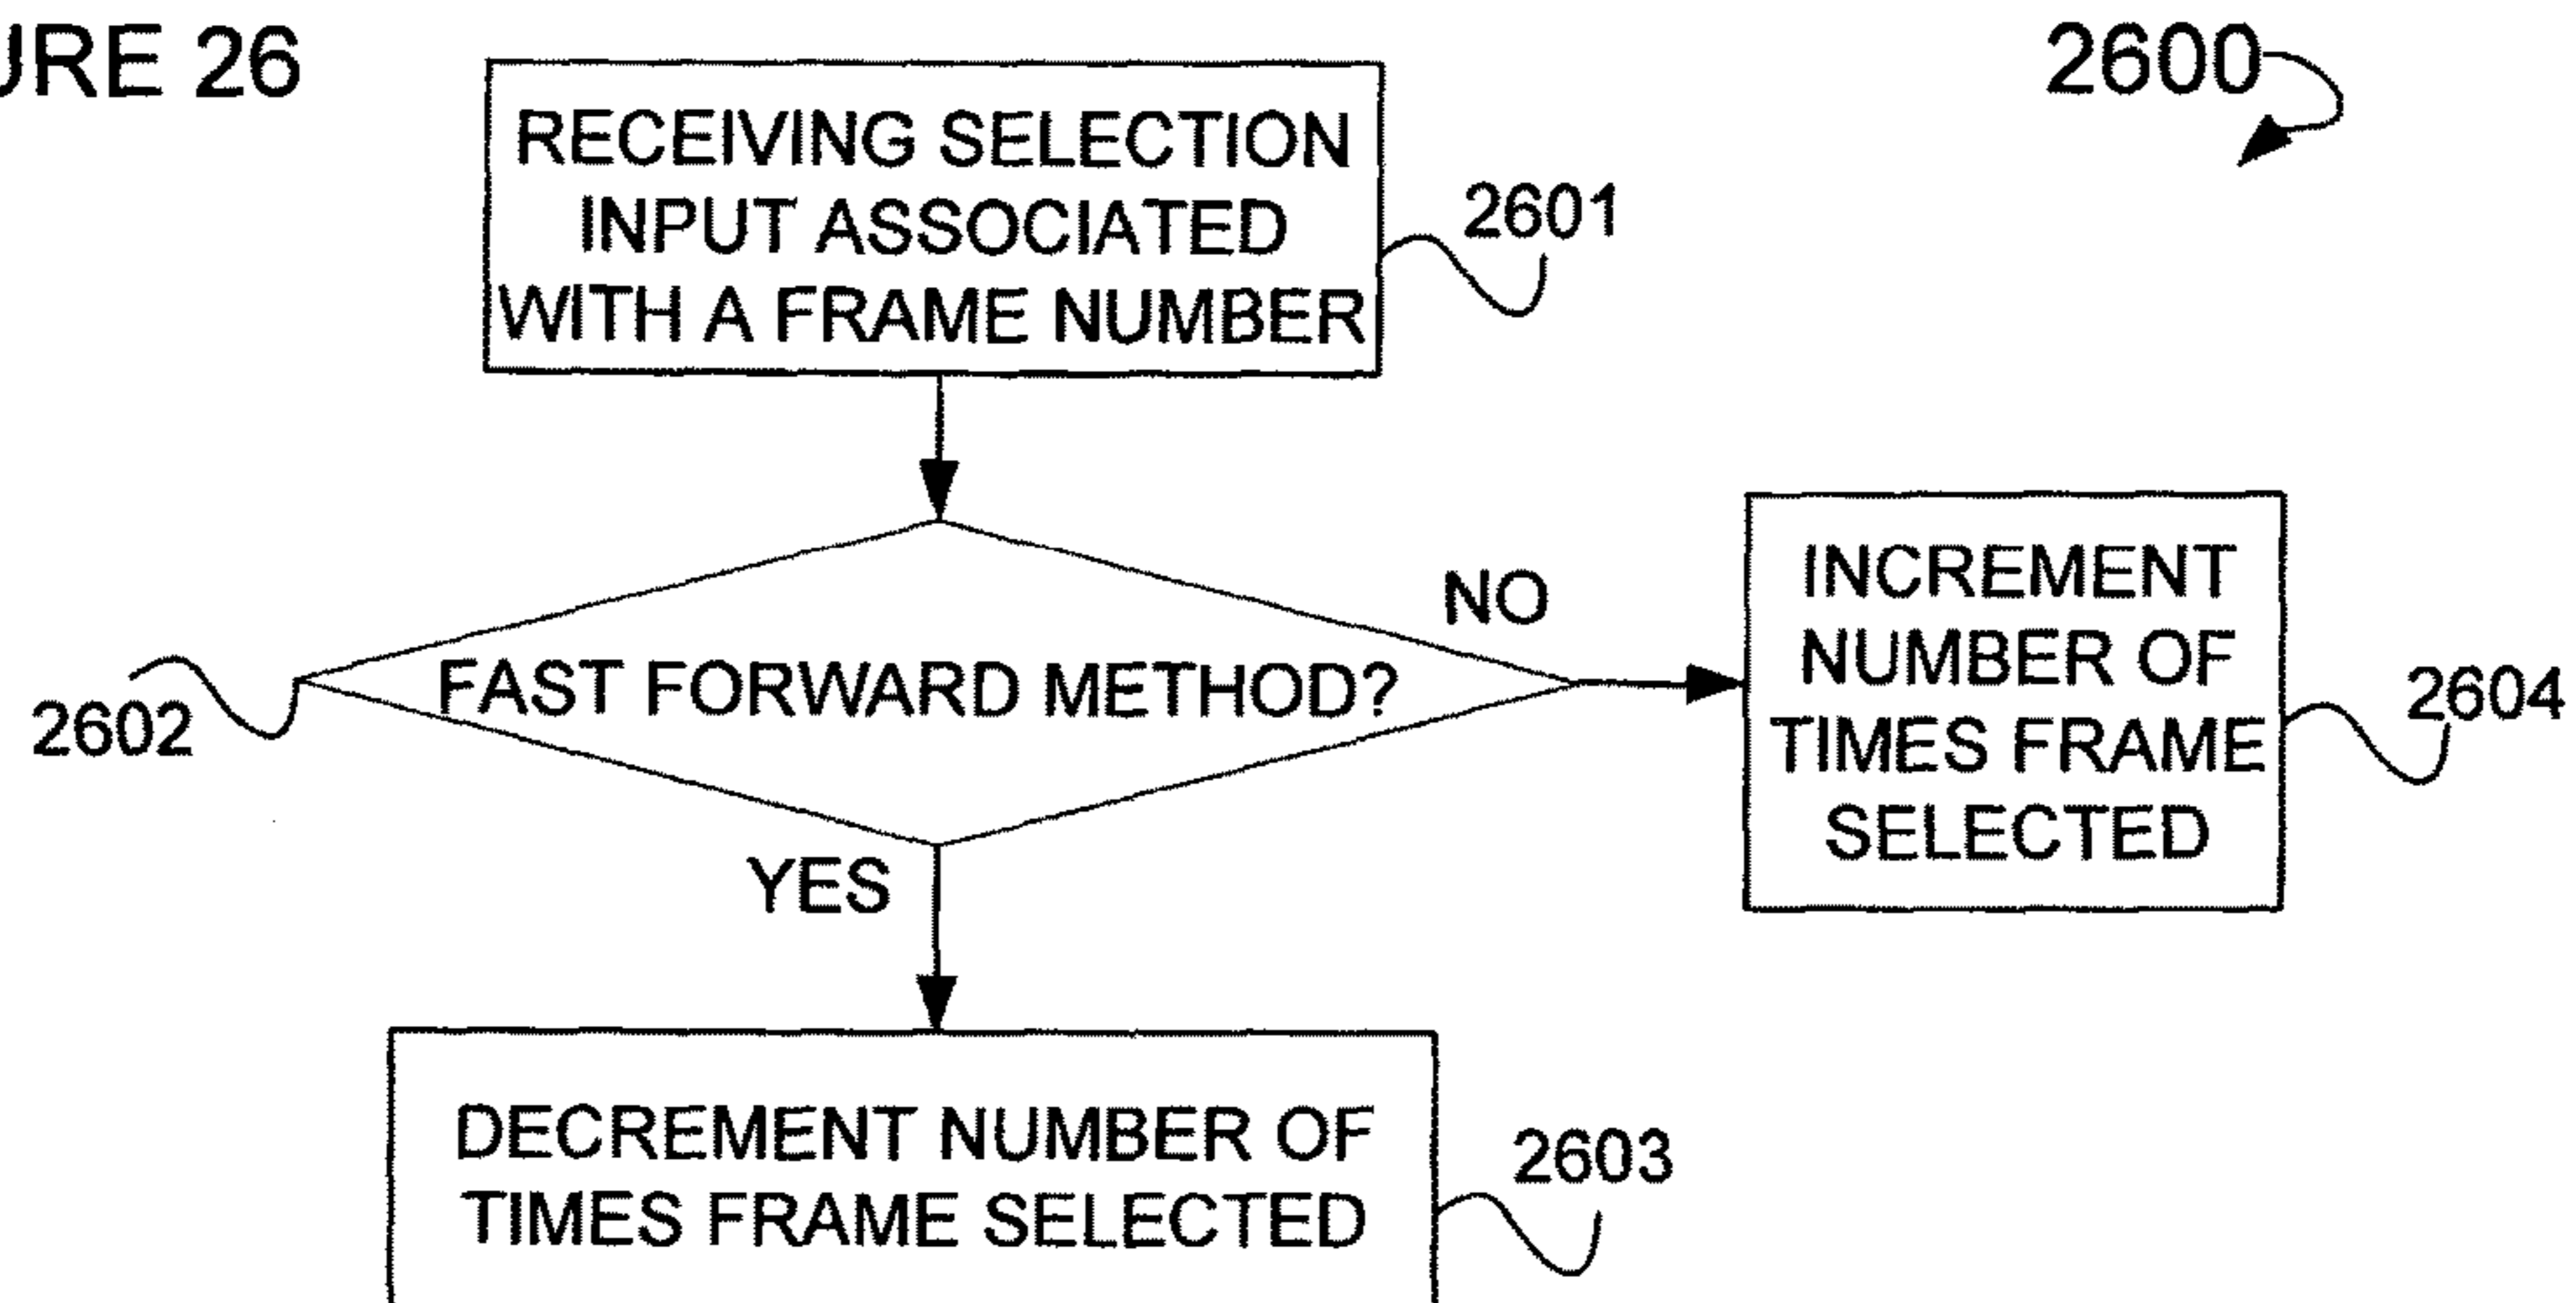 URE 26
2600
RECEIVING SELECTION
INPUT ASSOCIATED
WITH A FRAME NUMBER
2601
NO
FAST FORWARD METHOD?
2602
INCREMENT
NUMBER OF
TIMES FRAME
SELECTED
2604
YES
DECREMENT NUMBER OF
TIMES FRAME SELECTED
2603